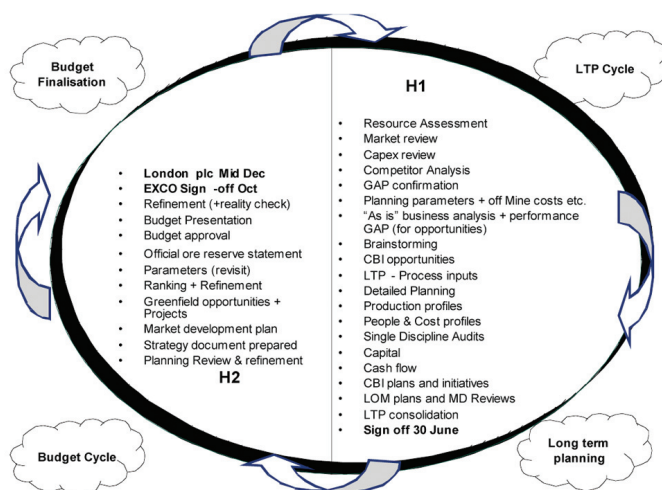 Budget
Finalisation
LTP Cycle
H1
• Resource Assessment
• Market review
• Capex review
• Competitor Analysis
• GAP confirmation
• Planning parameters + off Mine costs etc.
• “As is” business analysis + performance
GAP (for opportunities)
• Brainstorming
• CBI opportunities
• LTP - Process inputs
• Detailed Planning
• Production profiles
• People & Cost profiles
• Single Discipline Audits
• Capital
• Cash flow
• CBI plans and initiatives
• LOM plans and MD Reviews
• LTP consolidation
• Sign off 30 June
• London plc Mid Dec
• EXCO Sign -off Oct
• Refinement (+reality check)
• Budget Presentation
• Budget approval
• Official ore reserve statement
• Parameters (revisit)
• Ranking + Refinement
• Greenfield opportunities +
Projects
• Market development plan
• Strategy document prepared
• Planning Review & refinement
H2
Budget Cycle
Long term
planning